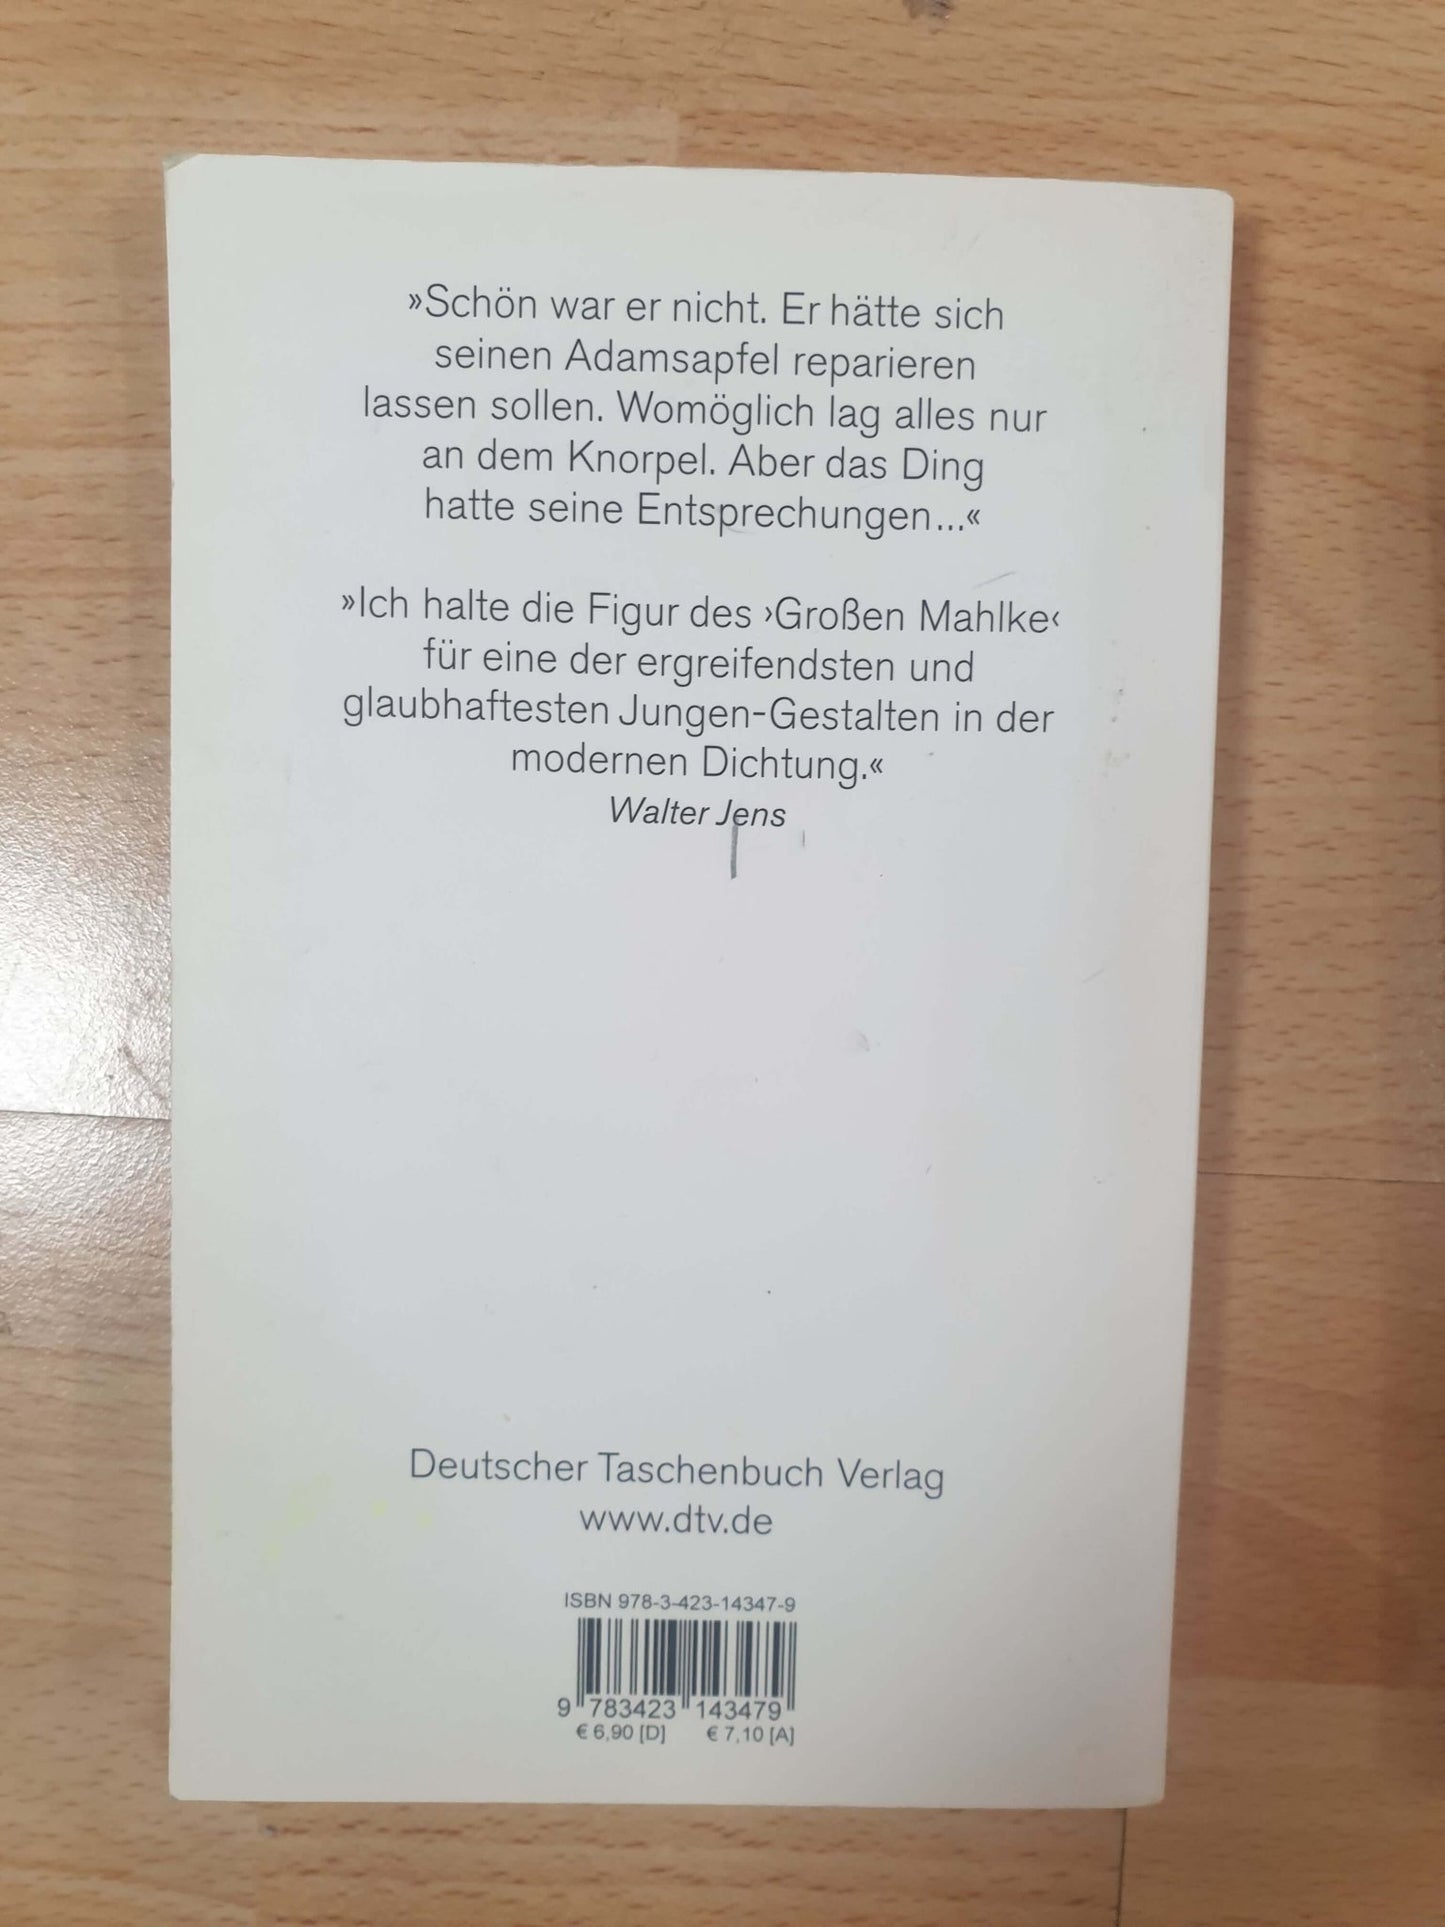 »Schön war er nicht. Er hätte sich
seinen Adamsapfel reparieren
lassen sollen. Womöglich lag alles nur
an dem Knorpel. Aber das Ding
hatte seine Entsprechungen...«
»Ich halte die Figur des ›Großen Mahlke‹
für eine der ergreifendsten und
glaubhaftesten Jungen-Gestalten in der
modernen Dichtung.«
Walter Jens
Deutscher Taschenbuch Verlag
www.dtv.de
ISBN 978-3-423-14347-9
9 783423 143479
€ 6,90 [D] € 7,10 [A]